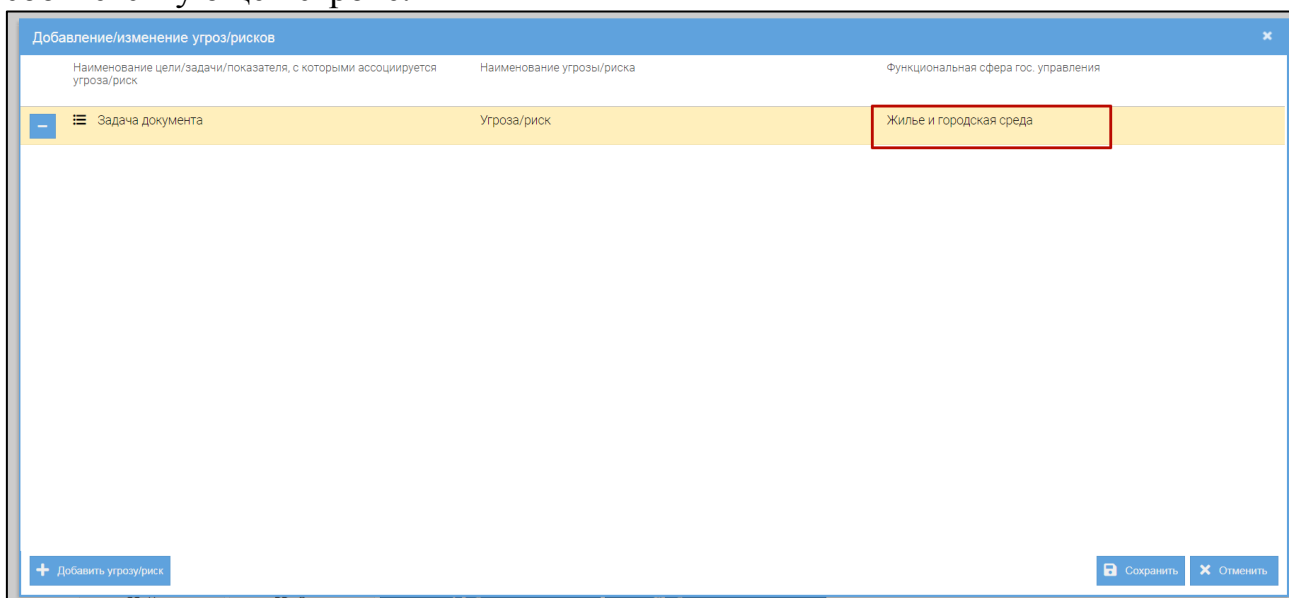 Добавление/изменение угроз/рисков
Наименование цели/задачи/показателя, с которыми ассоциируется угроза/риск
Наименование угрозы/риска
Функциональная сфера гос. управления
Задача документа
Угроза/риск
Жилье и городская среда
Добавить угрозу/риск
Сохранить
Отменить